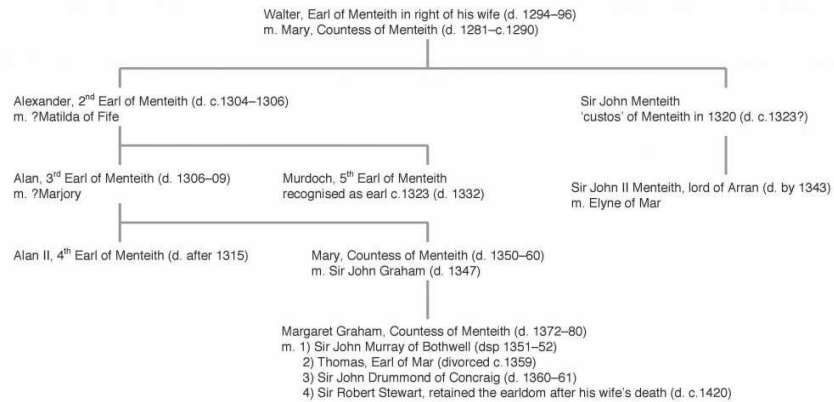 Walter, Earl of Menteith in right of his wife (d. 1294–96)
m. Mary, Countess of Menteith (d. 1281–c.1290)
Alexander, 2nd Earl of Menteith (d. c.1304–1306)
m. ?Matilda of Fife
Sir John Menteith
'custos' of Menteith in 1320 (d. c.1323?)
Alan, 3rd Earl of Menteith (d. 1306–09)
m. ?Marjory
Murdoch, 5th Earl of Menteith
recognised as earl c.1323 (d. 1332)
Sir John II Menteith, lord of Arran (d. by 1343)
m. Elyne of Mar
Alan II, 4th Earl of Menteith (d. after 1315)
Mary, Countess of Menteith (d. 1350–60)
m. Sir John Graham (d. 1347)
Margaret Graham, Countess of Menteith (d. 1372–80)
m. 1) Sir John Murray of Bothwell (dsp 1351–52)
2) Thomas, Earl of Mar (divorced c.1359)
3) Sir John Drummond of Concraig (d. 1360–61)
4) Sir Robert Stewart, retained the earldom after his wife's death (d. c.1420)